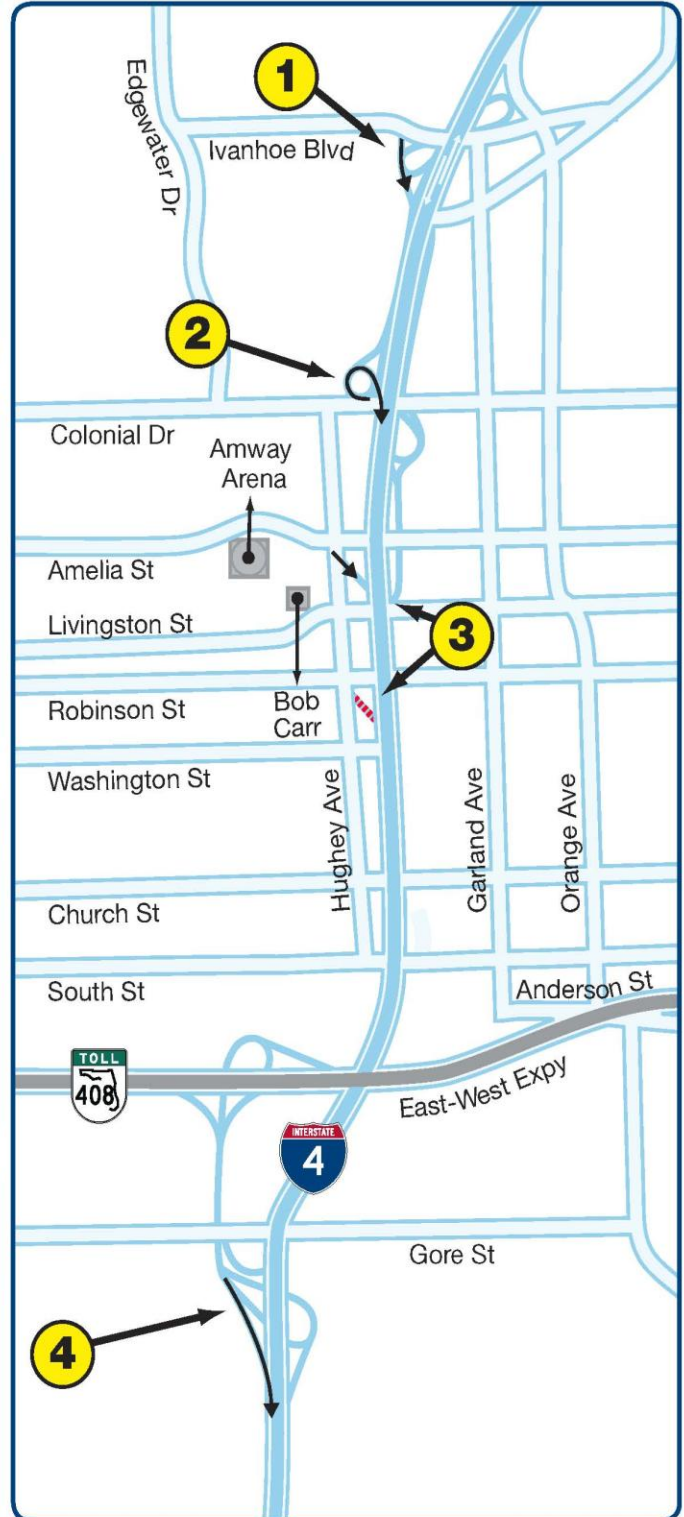 1
Edgewater Dr
Ivanhoe Blvd
2
Colonial Dr
Amway
Arena
Amelia St
3
Livingston St
Robinson St
Bob
Carr
Washington St
Hughey Ave
Garland Ave
Orange Ave
Church St
South St
Anderson St
TOLL
408
East-West Expy
INTERSTATE
4
Gore St
4